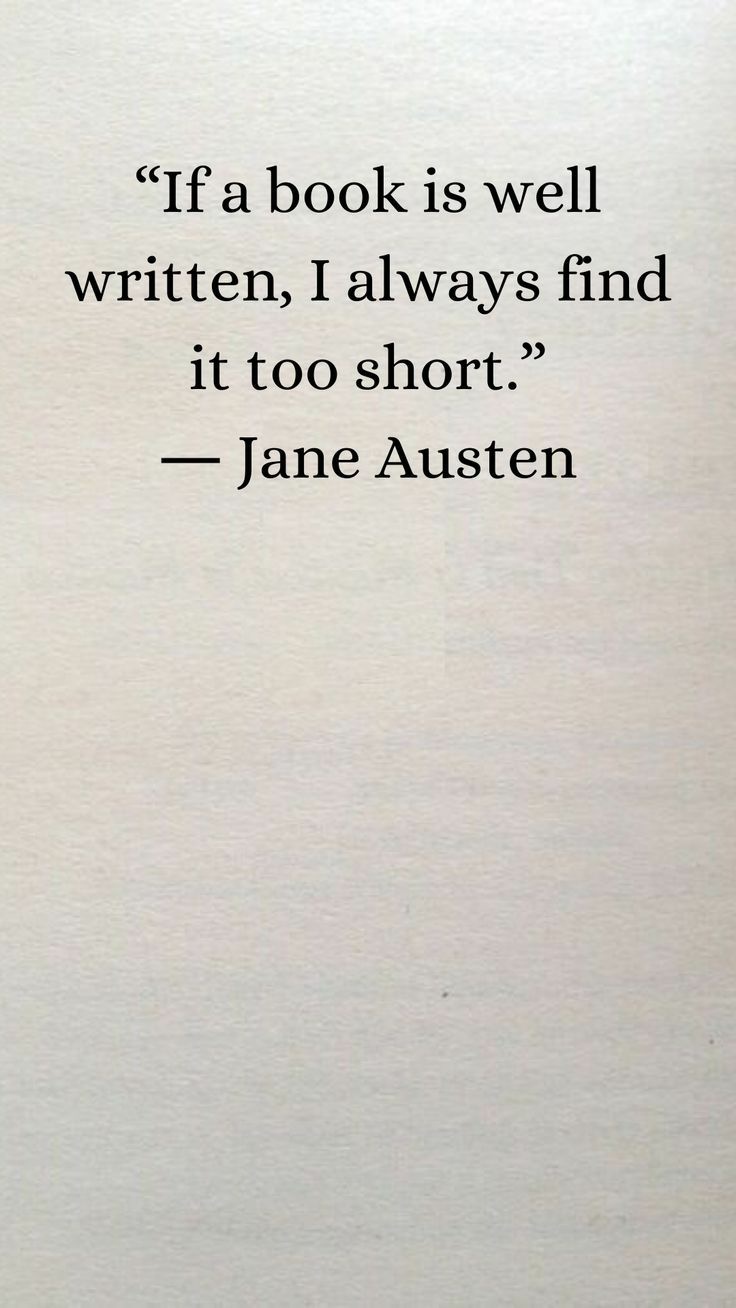 “If a book is well
written, I always find
it too short.”
— Jane Austen